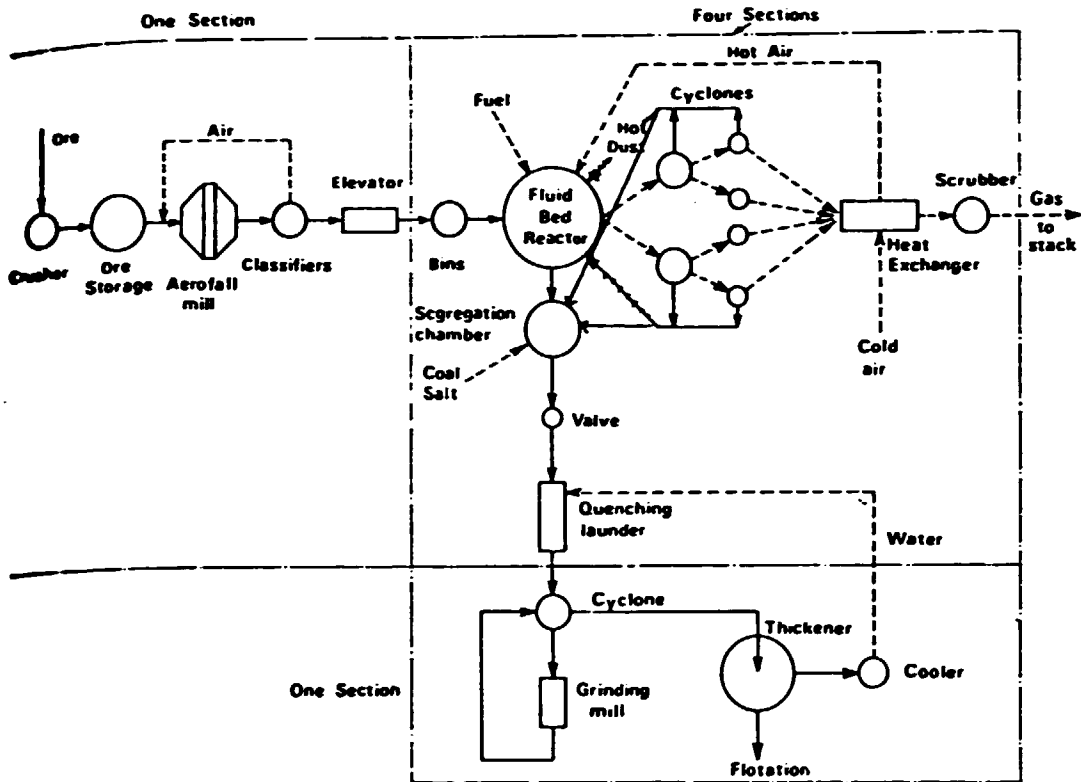 One Section
Four Sections
Hot Air
Fuel
Cyclones
Ore
Air
Hot
Dust
Elevator
Fluid
Bed
Reactor
Scrubber
Gas
to
stack
Crusher
Ore
Storage
Aerofall
mill
Classifiers
Bins
Heat
Exchanger
Segregation
chamber
Cold
air
Coal
Salt
Valve
Quenching
launder
Water
Cyclone
Thickener
One Section
Grinding
mill
Cooler
Flotation